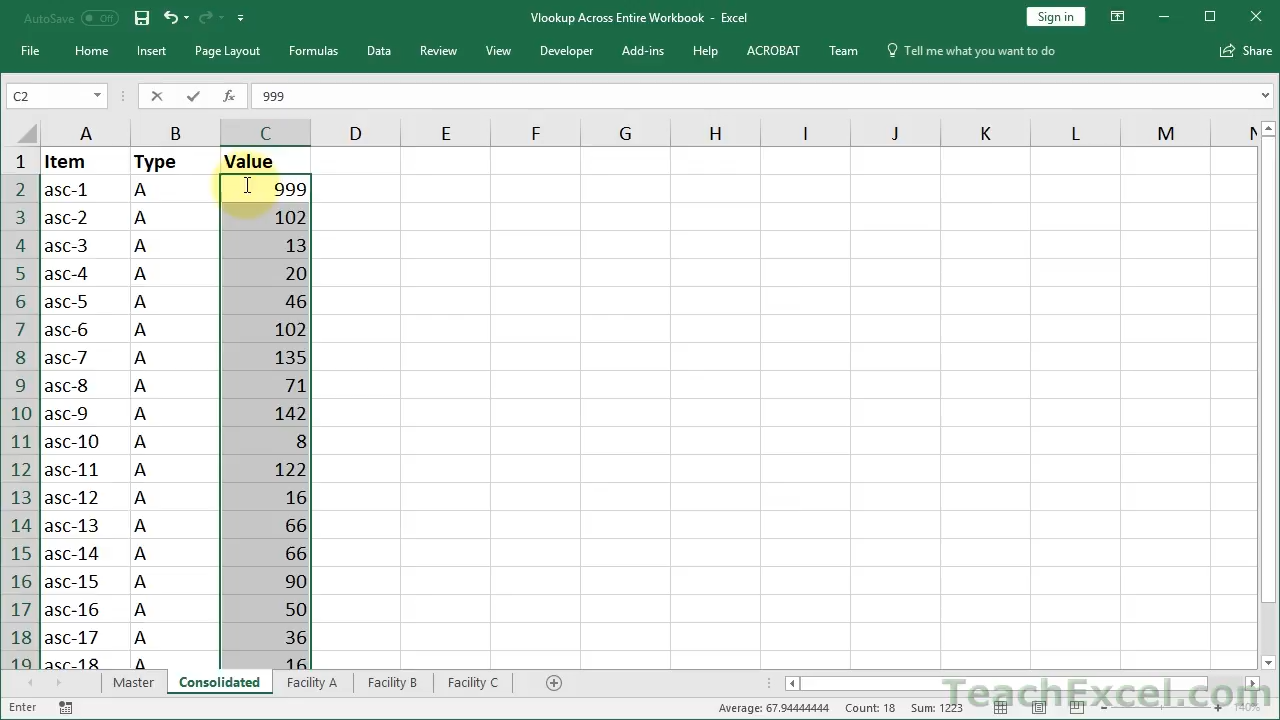 AutoSave Off
Vlookup Across Entire Workbook - Excel
Sign in
File Home Insert Page Layout Formulas Data Review View Developer Add-ins Help ACROBAT Team Tell me what you want to do Share
C2 fx 999
A B C D E F G H I J K L M N
1 Item Type Value
2 asc-1 A 999
3 asc-2 A 102
4 asc-3 A 13
5 asc-4 A 20
6 asc-5 A 46
7 asc-6 A 102
8 asc-7 A 135
9 asc-8 A 71
10 asc-9 A 142
11 asc-10 A 8
12 asc-11 A 122
13 asc-12 A 16
14 asc-13 A 66
15 asc-14 A 66
16 asc-15 A 90
17 asc-16 A 50
18 asc-17 A 36
19 asc-18 A 16
Master Consolidated Facility A Facility B Facility C
TeachExcel.com
Enter Average: 67.94444444 Count: 18 Sum: 1223 140%